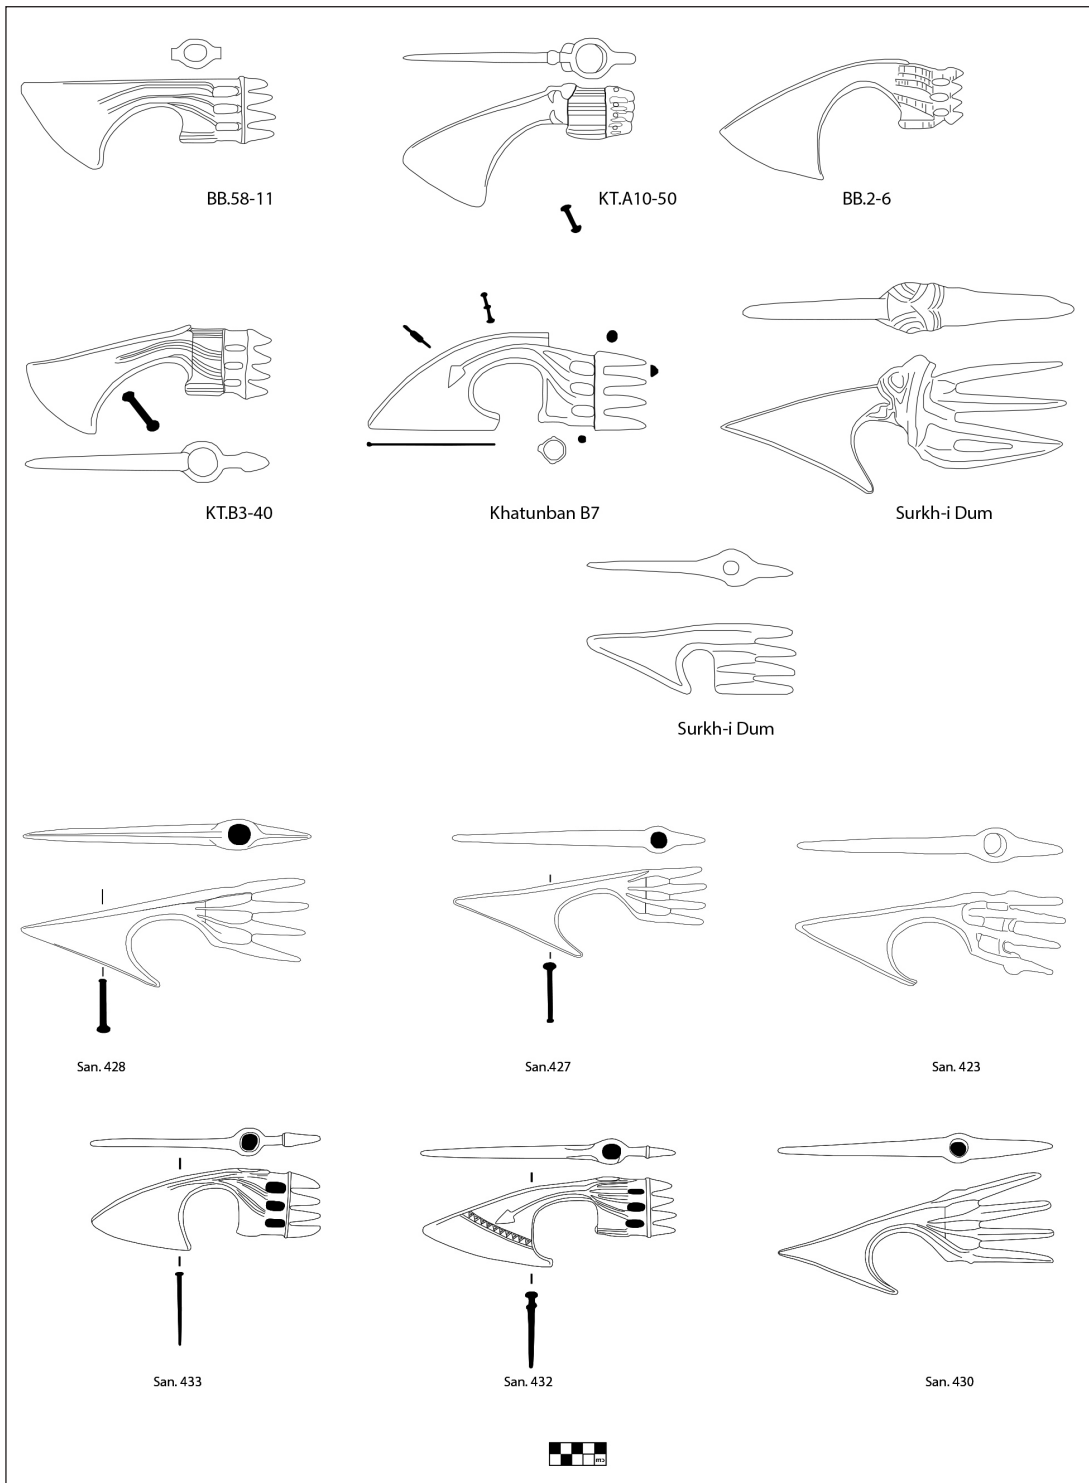 BB.58-11
KT.A10-50
BB.2-6
KT.B3-40
Khatunban B7
Surkh-i Dum
Surkh-i Dum
San. 428
San.427
San. 423
San. 433
San. 432
San. 430
cm